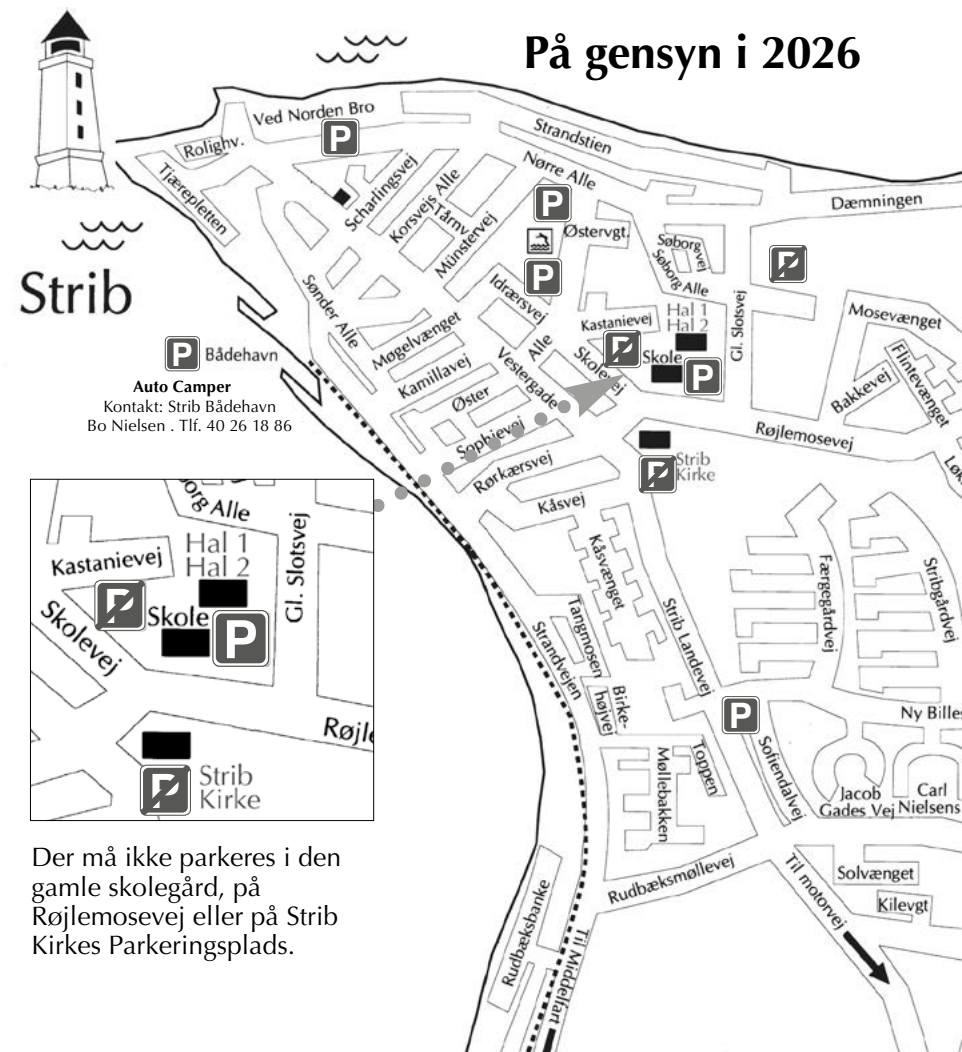 På gensyn i 2026
Ved Norden Bro
P
Rolighv.
Tjærepletten
Strandstien
Nørre Alle
Scharlingsvej
Korsvejs Alle
Tårnv
Münstervej
P
Østervgt.
Dæmningen
Søborgvej
Søborg Alle
P
P
Strib
Sønder Alle
Idrærsvej
Gl. Slotsvej
Hal 1
Hal 2
Kastanievej
P
Skole
P
Mosevænget
Flintevænget
Bakkevej
Møgelvænget
Kamillavej
Øster
Alle
Vestergade
Skolevej
P Bådehavn
Auto Camper
Kontakt: Strib Bådehavn
Bo Nielsen . Tlf. 40 26 18 86
Sophievej
Rørkærsvej
Kåsvej
Røjlemosevej
Strib
Kirke
P
Løk
org Alle
Hal 1
Hal 2
Kastanievej
P
Skole
P
Gl. Slotsvej
Skolevej
Røjle
P
Strib
Kirke
Kåsvænget
Tangmosen
Strandvejen
Strib Landevej
Færgegårdvej
Stribgårdvej
Birke-
højvej
P
Sofiendalvej
Ny Billes
Toppen
Møllebakken
Jacob
Gades Vej
Carl
Nielsens
Rudbæksmøllevej
Til motorvej
Solvænget
Kilevgt
Rudbæksbanke
Til Middelfart
Der må ikke parkeres i den
gamle skolegård, på
Røjlemosevej eller på Strib
Kirkes Parkeringsplads.